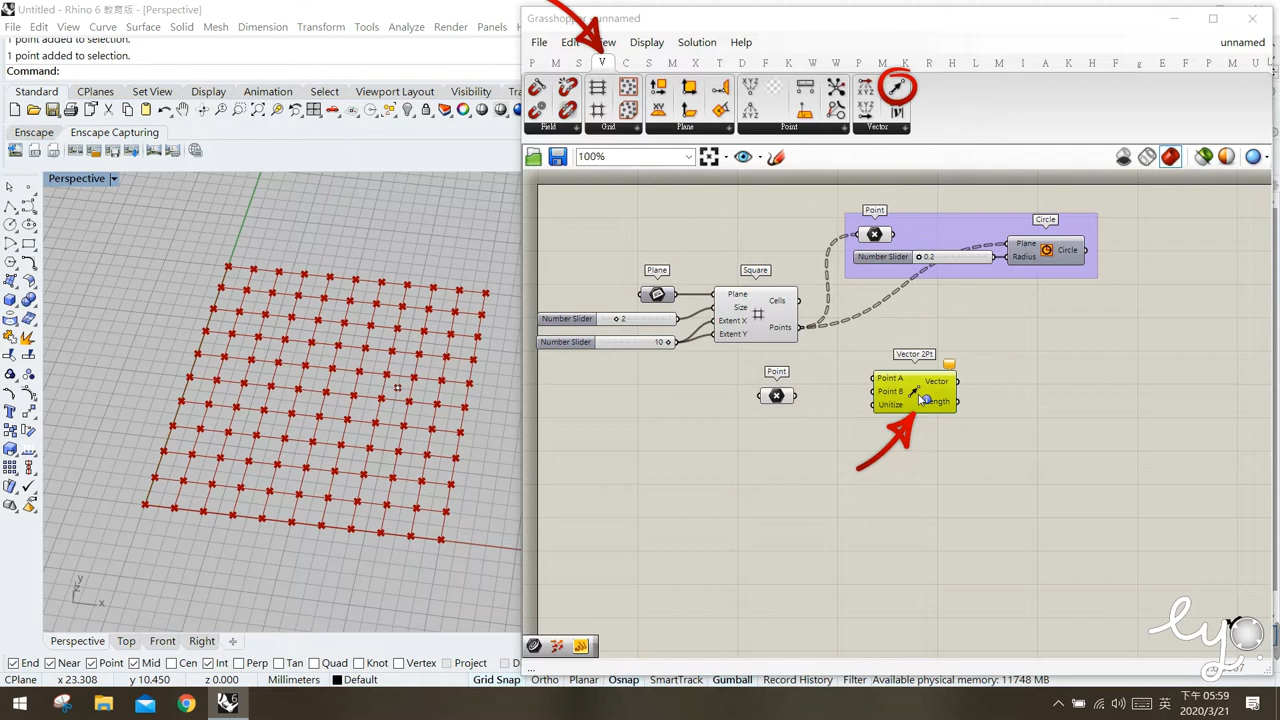 Untitled - Rhino 6 教育版 - [Perspective]
File Edit View Curve Surface Solid Mesh Dimension Transform Tools Analyze Render Panels
1 point added to selection.
1 point added to selection.
Command:
Standard CPlanes Set View Display Select Viewport Layout Visibility
Enscape Enscape Capturing
Perspective
y
z
x
Perspective Top Front Right
End Near Point Mid Cen Int Perp Tan Quad Knot Vertex Project
CPlane x 23.308 y 10.450 z 0.000 Millimeters Default Grid Snap Ortho Planar Osnap SmartTrack Gumball Record History Filter Available physical memory: 11748 MB
Grasshopper - unnamed
File Edit View Display Solution Help unnamed
P M S V C S M I T D F K P M K R H L M F g e M U
Field Grid Plane Point Vector
100%
Point
Circle
Plane
Radius
Circle
Number Slider 0.2
Plane
Square
Plane
Size
Extent X
Extent Y
Cells
Points
Number Slider 2
Number Slider 10
Point
Vector 2Pt
Point A
Point B
Unitize
Vector
Length
...
lyo
英
下午 05:59
2020/3/21